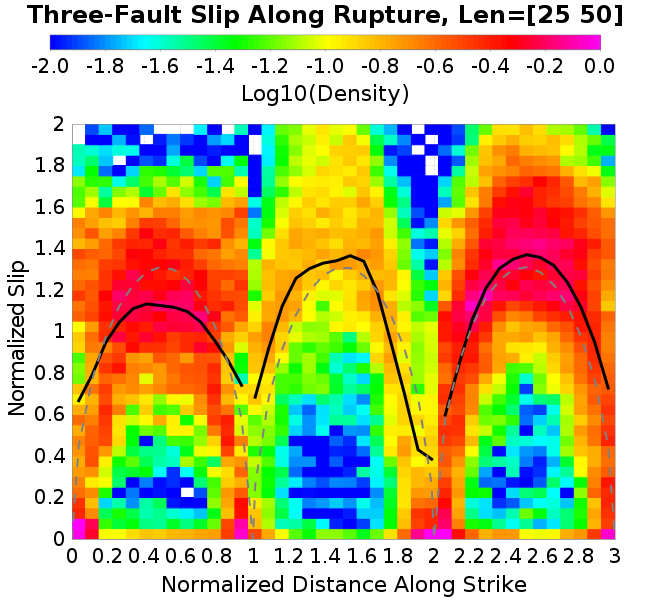 Three-Fault Slip Along Rupture, Len=[25 50]
-2.0 -1.8 -1.6 -1.4 -1.2 -1.0 -0.8 -0.6 -0.4 -0.2 0.0
Log10(Density)
Normalized Slip
2
1.8
1.6
1.4
1.2
1
0.8
0.6
0.4
0.2
0
0 0.2 0.4 0.6 0.8 1 1.2 1.4 1.6 1.8 2 2.2 2.4 2.6 2.8 3
Normalized Distance Along Strike